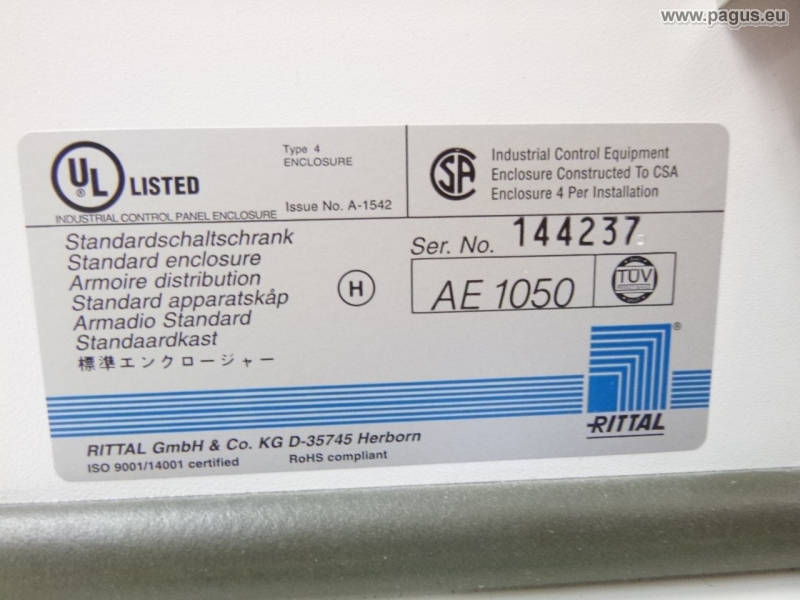 www.pagus.eu
UL LISTED
Type 4
ENCLOSURE
INDUSTRIAL CONTROL PANEL ENCLOSURE
Issue No. A-1542
SA
Industrial Control Equipment
Enclosure Constructed To CSA
Enclosure 4 Per Installation
Standardschaltschrank
Standard enclosure
Armoire distribution
Standard apparatskåp
Armadio Standard
Standaardkast
標準エンクロージャー
H
Ser. No. 144237
AE 1050
TÜV
RITTAL
RITTAL GmbH & Co. KG D-35745 Herborn
ISO 9001/14001 certified RoHS compliant